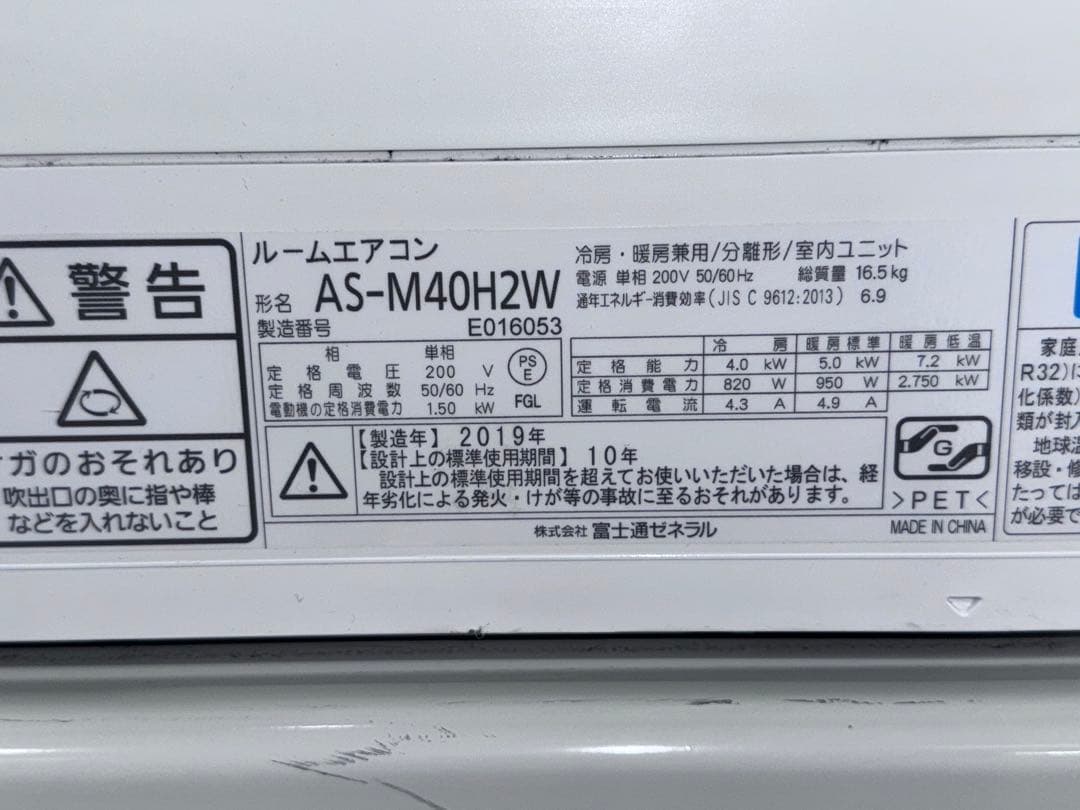 警告
ガのおそれあり
吹出口の奥に指や棒
などを入れないこと
ルームエアコン
形名 AS-M40H2W
製造番号 E016053
冷房・暖房兼用/分離形/室内ユニット
電源 単相 200V 50/60Hz 総質量 16.5kg
通年エネルギー消費効率(JIS C 9612:2013) 6.9
相 単相
定格電圧 200 V
定格周波数 50/60 Hz
電動機の定格消費電力 1.50 kW
PS
E
FGL
冷房 暖房標準 暖房低温
定格能力 4.0 kW 5.0 kW 7.2 kW
定格消費電力 820 W 950 W 2.750 kW
運転電流 4.3 A 4.9 A
【製造年】2019年
【設計上の標準使用期間】10年
設計上の標準使用期間を超えてお使いいただいた場合は、経
年劣化による発火・けが等の事故に至るおそれがあります。
G
>PET<
株式会社 富士通ゼネラル
MADE IN CHINA
家庭
R32)に
化係数)
類が封入
地球温
移設・修
たっては
が必要で